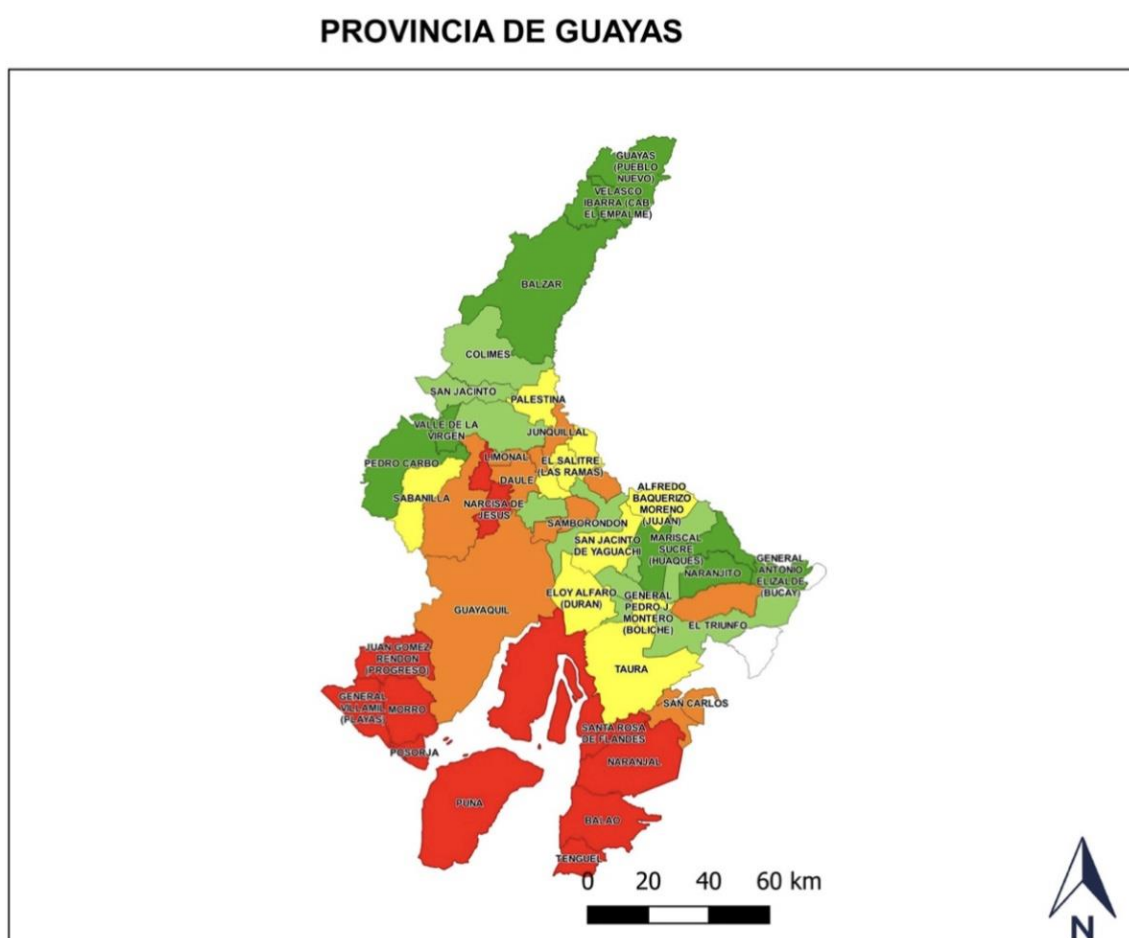 PROVINCIA DE GUAYAS
GUAYAS
(PUEBLO
NUEVO)
VELASCO
IBARRA (CAB.
EL EMPALME)
BALZAR
COLIMES
SAN JACINTO
PALESTINA
VALLE DE LA
VIRGEN
JUNQUILLAL
PEDRO CARBO
LIMONAL
EL SALITRE
(LAS RAMAS)
DAULE
SABANILLA
NARCISA DE
JESUS
ALFREDO
BAQUERIZO
MORENO
(JUJAN)
SAMBORONDON
SAN JACINTO
DE YAGUACHI
MARISCAL
SUCRE
(HUAQUES)
NARANJITO
GENERAL
ANTONIO
ELIZALDE
(BUCAY)
ELOY ALFARO
(DURAN)
GENERAL
PEDRO J.
MONTERO
(BOLICHE)
GUAYAQUIL
EL TRIUNFO
JUAN GOMEZ
RENDON
(PROGRESO)
TAURA
GENERAL
VILLAMIL
(PLAYAS)
MORRO
SAN CARLOS
SANTA ROSA
DE FLANDES
POSORJA
NARANJAL
PUNA
BALAO
TENGUEL
0 20 40 60 km
N